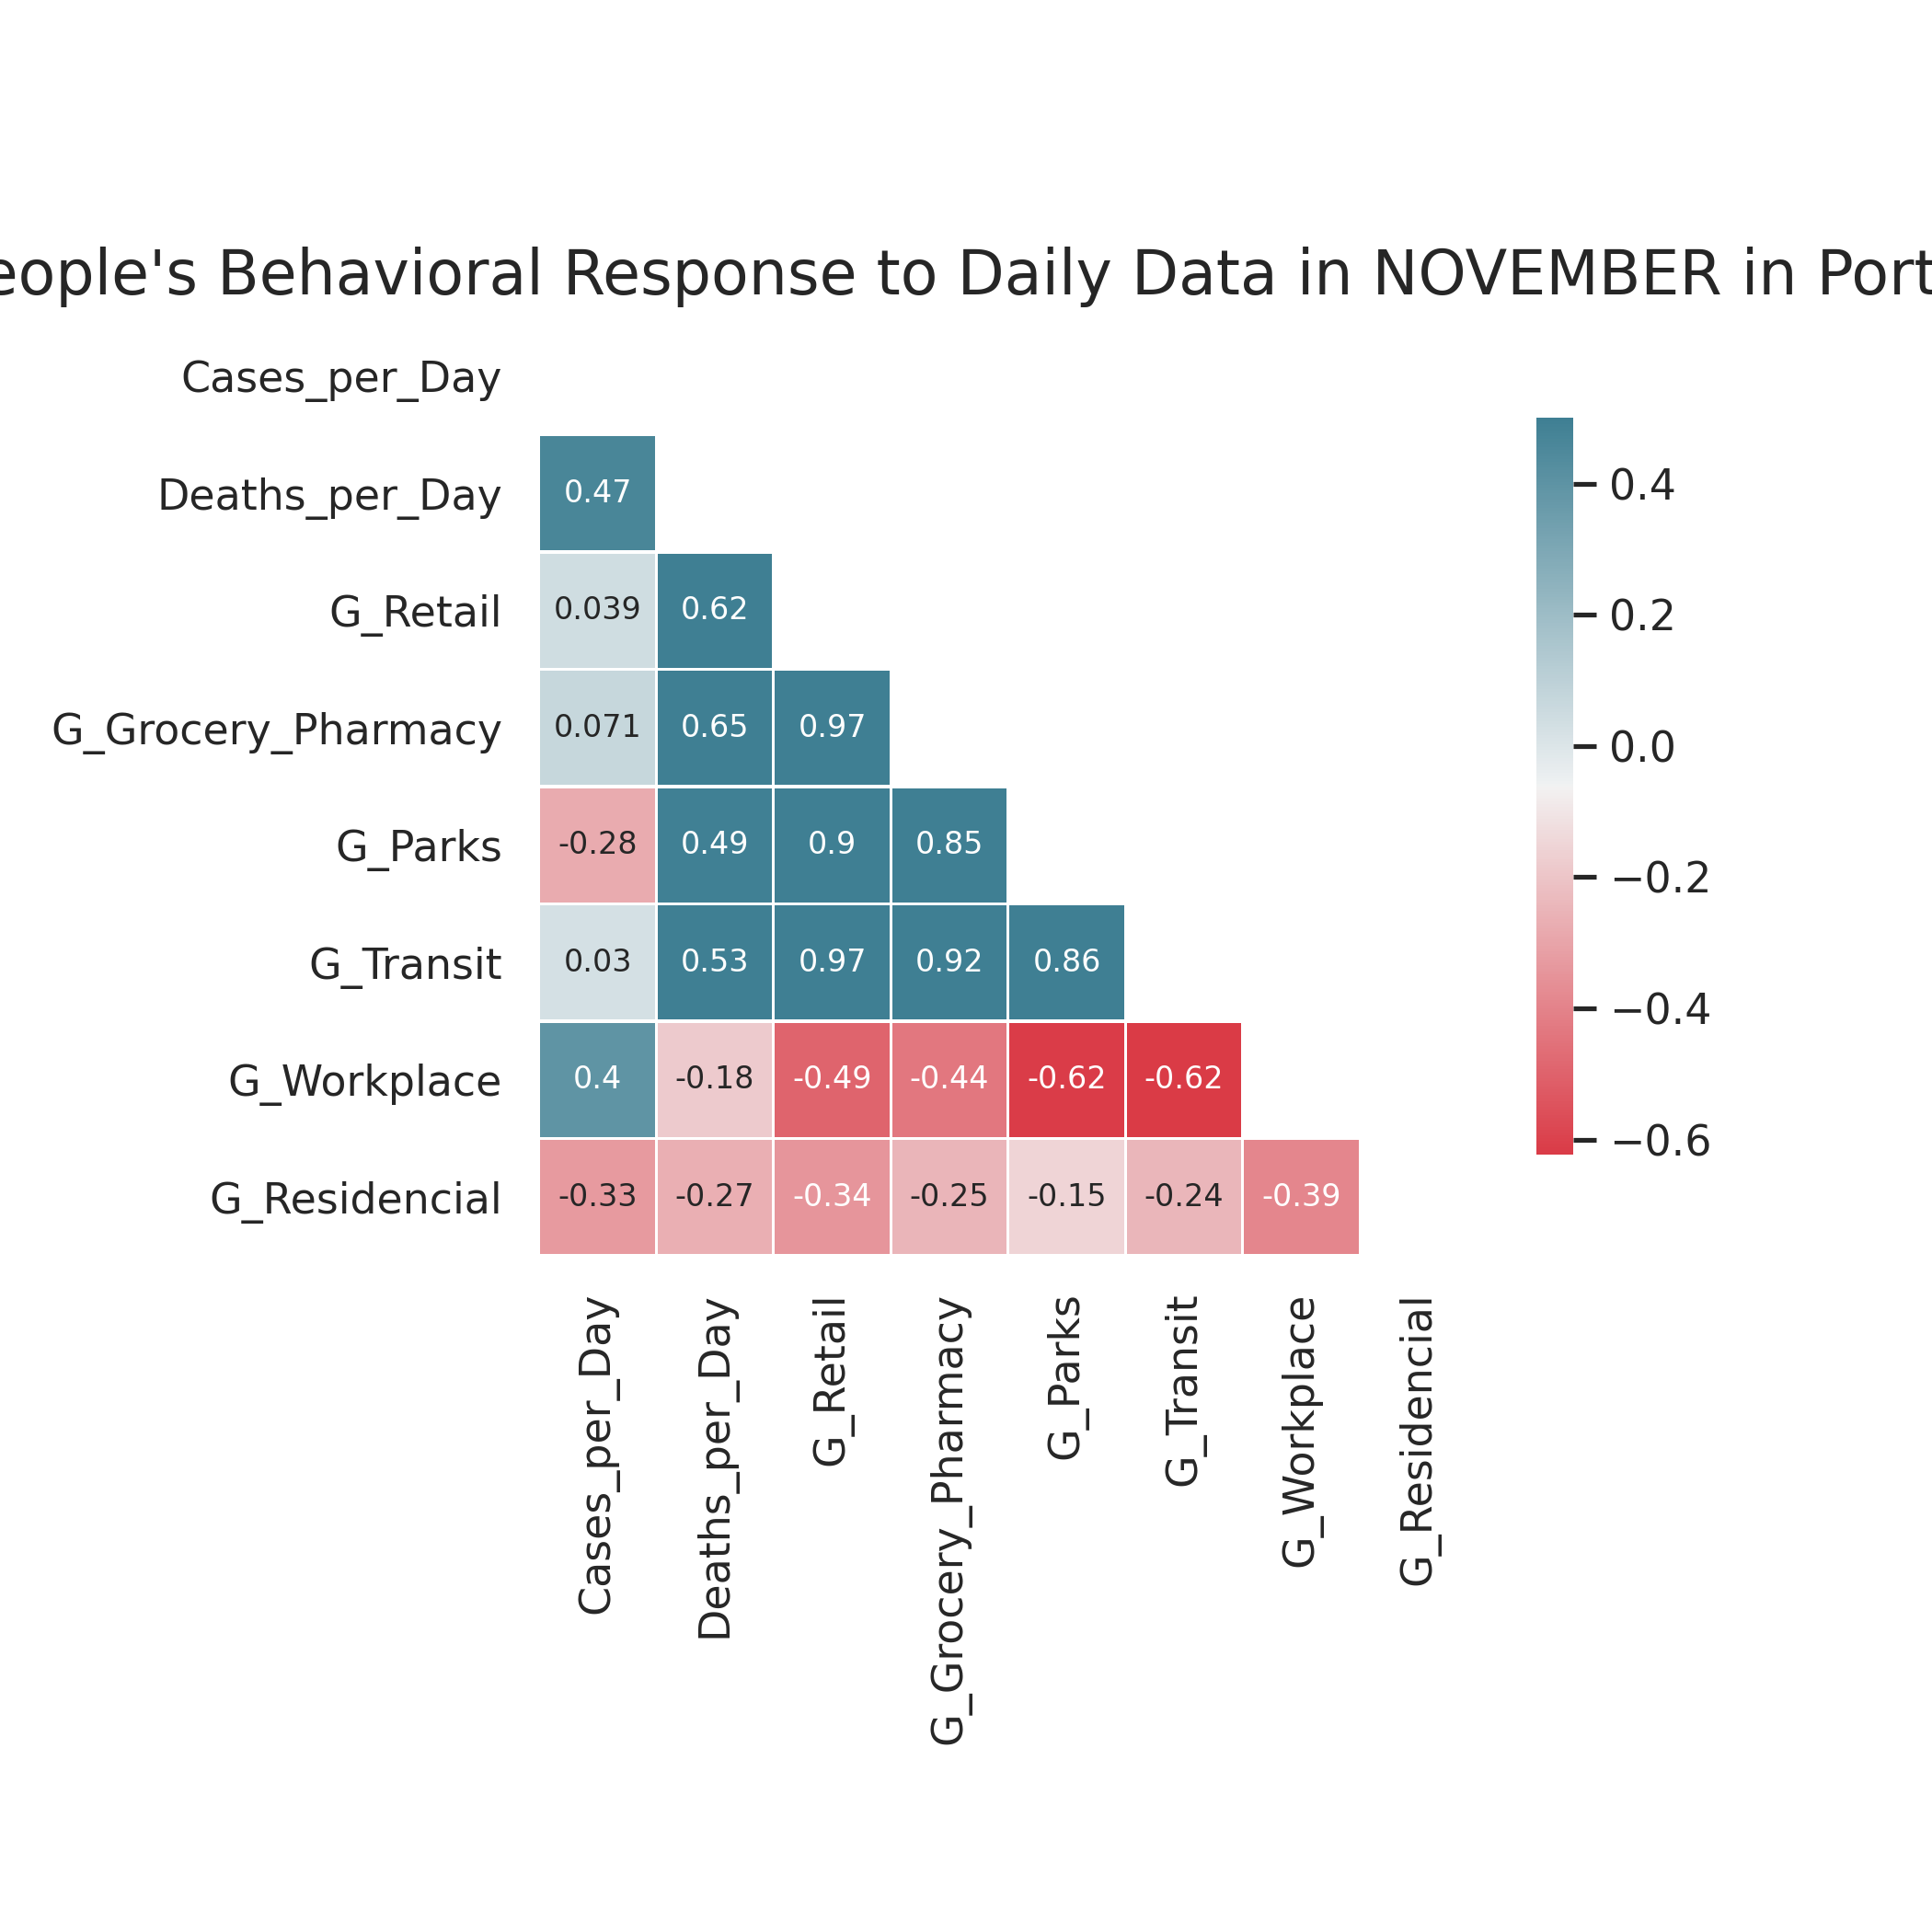 eople's Behavioral Response to Daily Data in NOVEMBER in Port
Cases_per_Day
Deaths_per_Day 0.47
G_Retail 0.039 0.62
G_Grocery_Pharmacy 0.071 0.65 0.97
G_Parks -0.28 0.49 0.9 0.85
G_Transit 0.03 0.53 0.97 0.92 0.86
G_Workplace 0.4 -0.18 -0.49 -0.44 -0.62 -0.62
G_Residencial -0.33 -0.27 -0.34 -0.25 -0.15 -0.24 -0.39
Cases_per_Day
Deaths_per_Day
G_Retail
G_Grocery_Pharmacy
G_Parks
G_Transit
G_Workplace
G_Residencial
0.4
0.2
0.0
−0.2
−0.4
−0.6